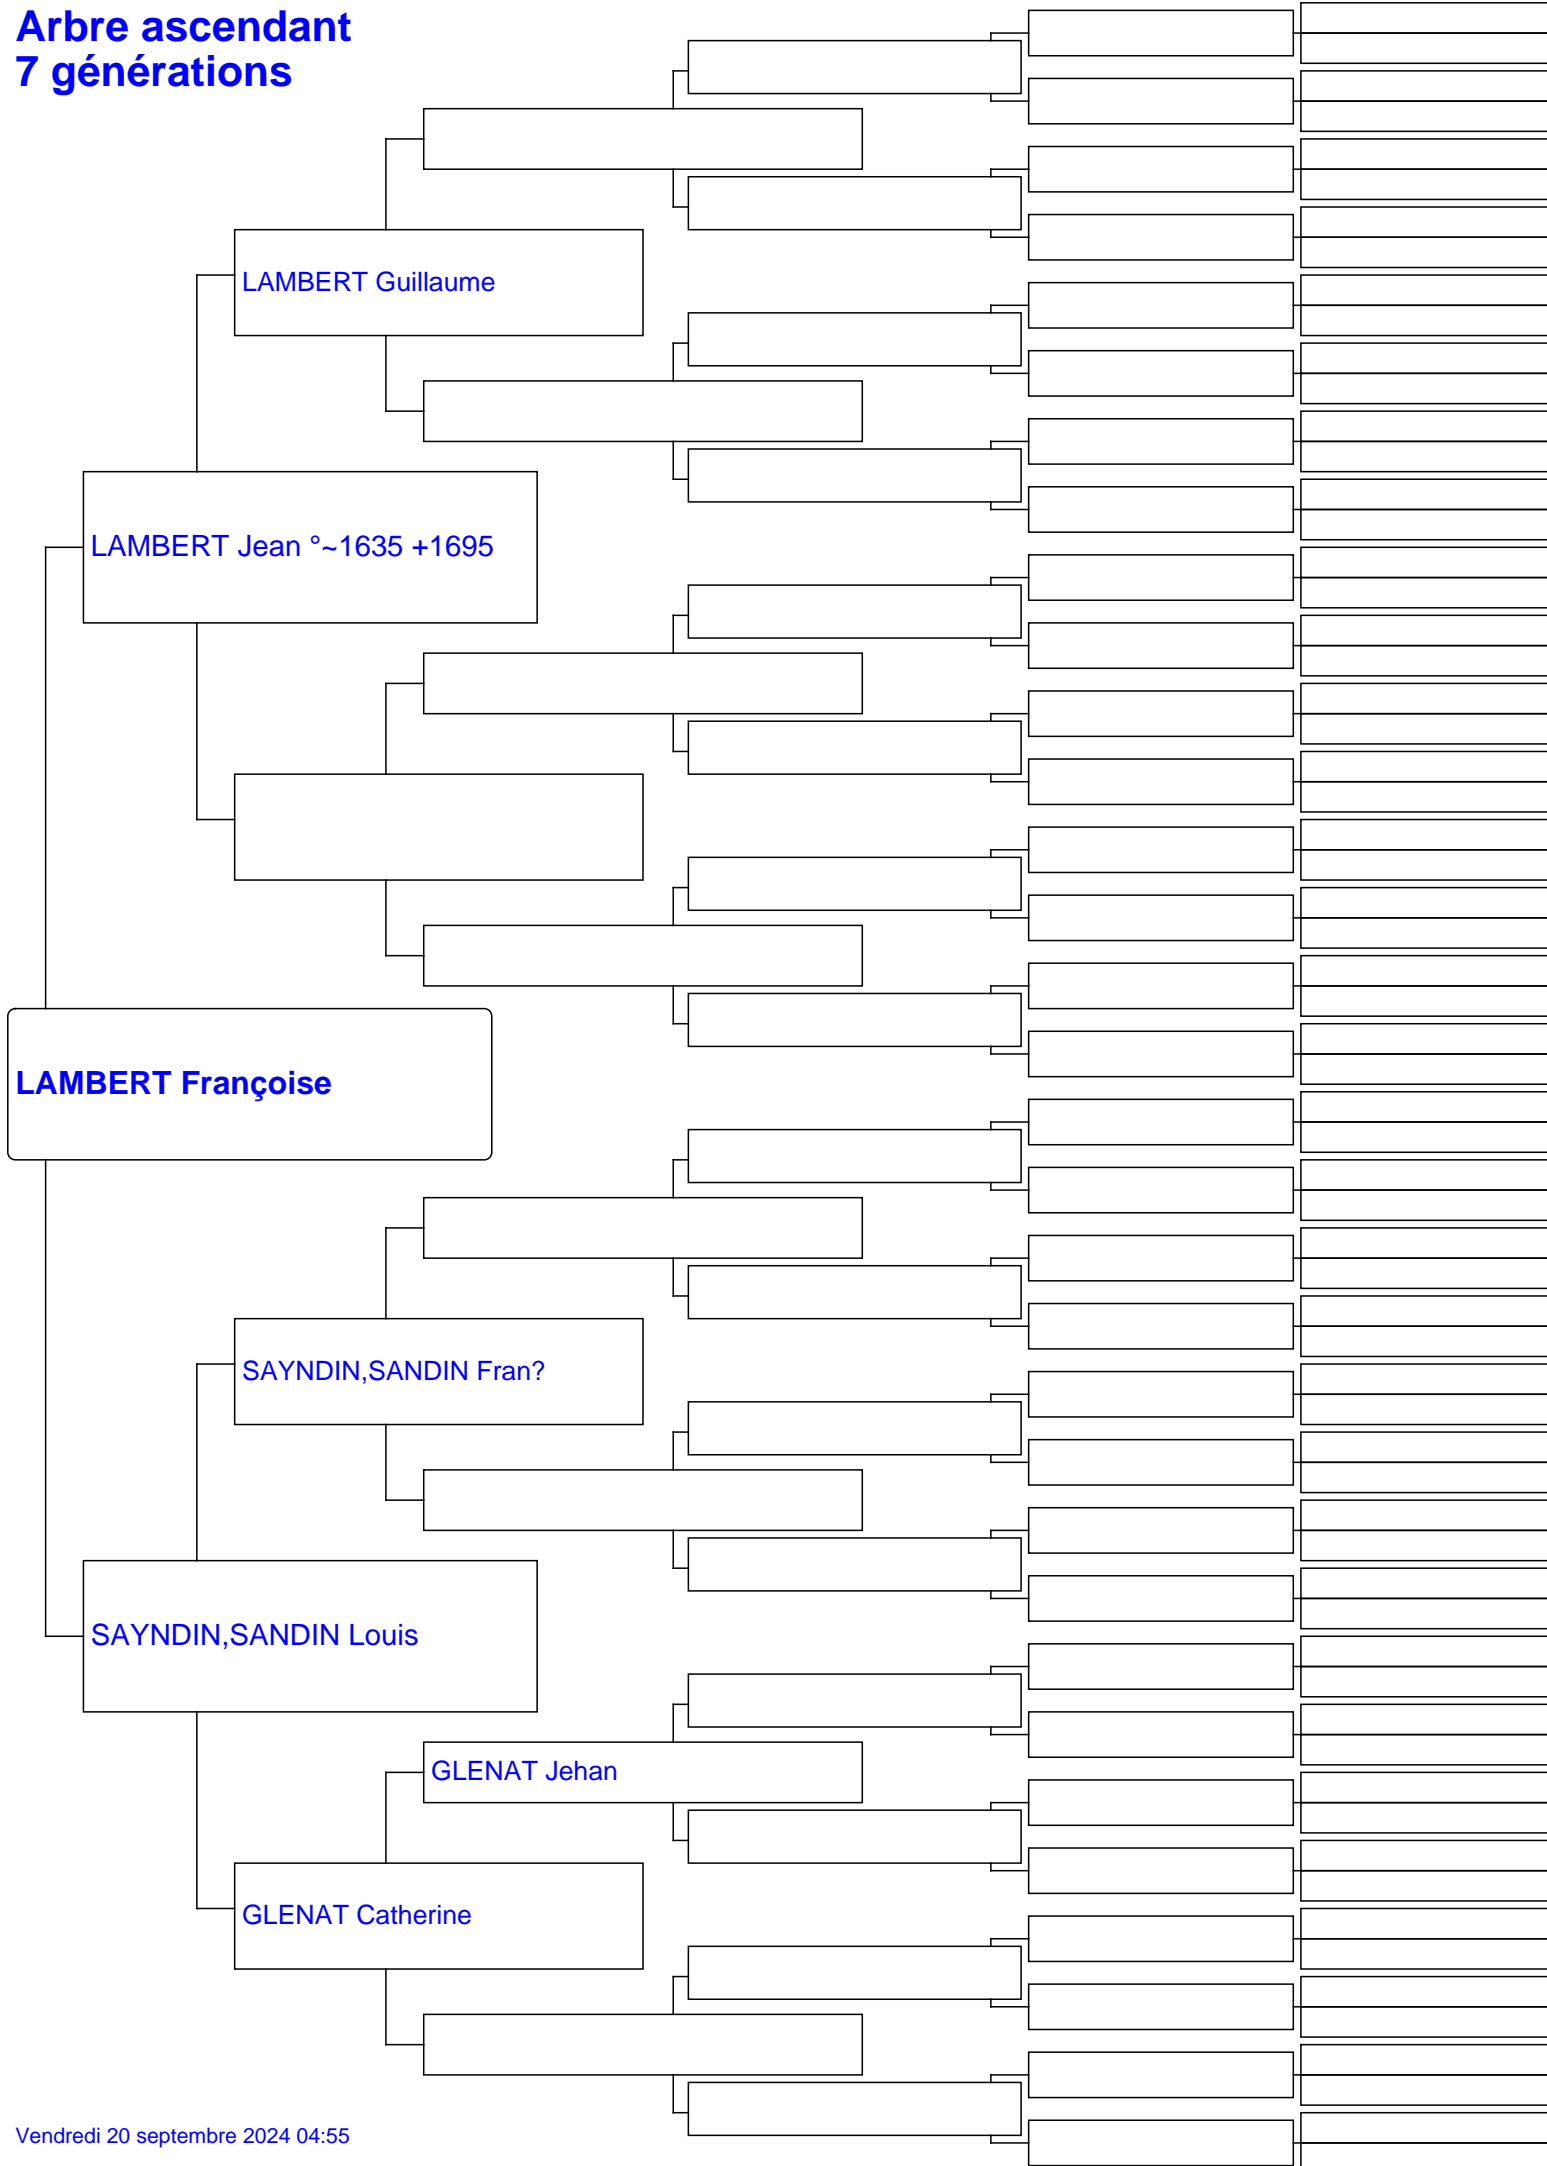 Arbre ascendant
7 générations
LAMBERT Guillaume
LAMBERT Jean °~1635 +1695
LAMBERT Françoise
SAYNDIN,SANDIN Fran?
SAYNDIN,SANDIN Louis
GLENAT Jehan
GLENAT Catherine
Vendredi 20 septembre 2024 04:55